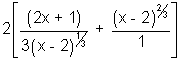 2[(2x + 1)/(3(x - 2)^(1/3)) + (x - 2)^(2/3)/1]